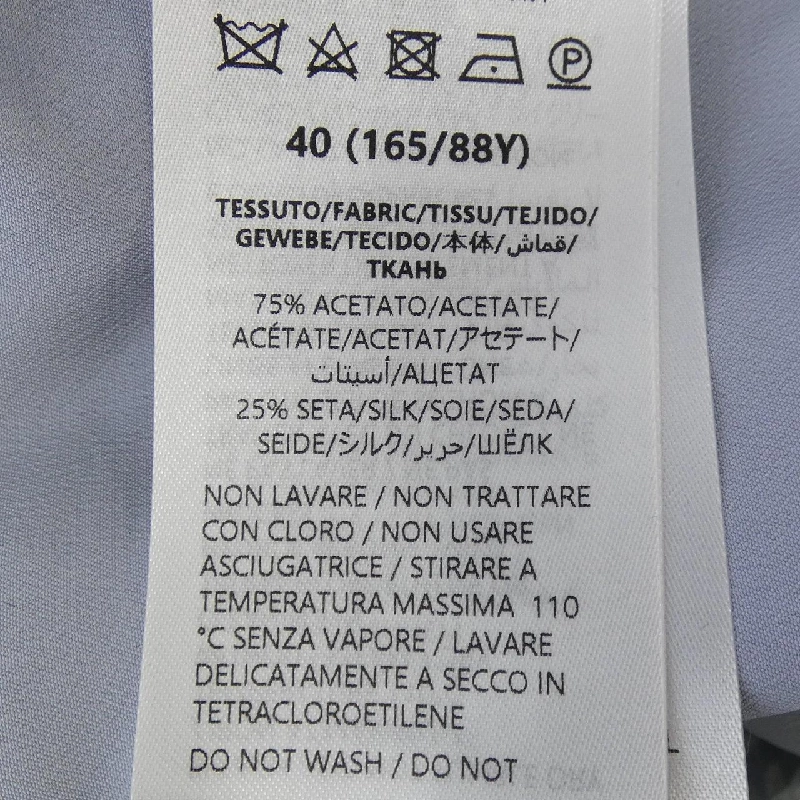 P
40 (165/88Y)
TESSUTO/FABRIC/TISSU/TEJIDO/
GEWEBE/TECIDO/本体/قماش/
ТКАНЬ
75% ACETATO/ACETATE/
ACÉTATE/ACETAT/アセテート/
أسيتات/АЦЕТАТ
25% SETA/SILK/SOIE/SEDA/
SEIDE/シルク/حرير/ШЁЛК
NON LAVARE / NON TRATTARE
CON CLORO / NON USARE
ASCIUGATRICE / STIRARE A
TEMPERATURA MASSIMA 110
°C SENZA VAPORE / LAVARE
DELICATAMENTE A SECCO IN
TETRACLOROETILENE
DO NOT WASH / DO NOT